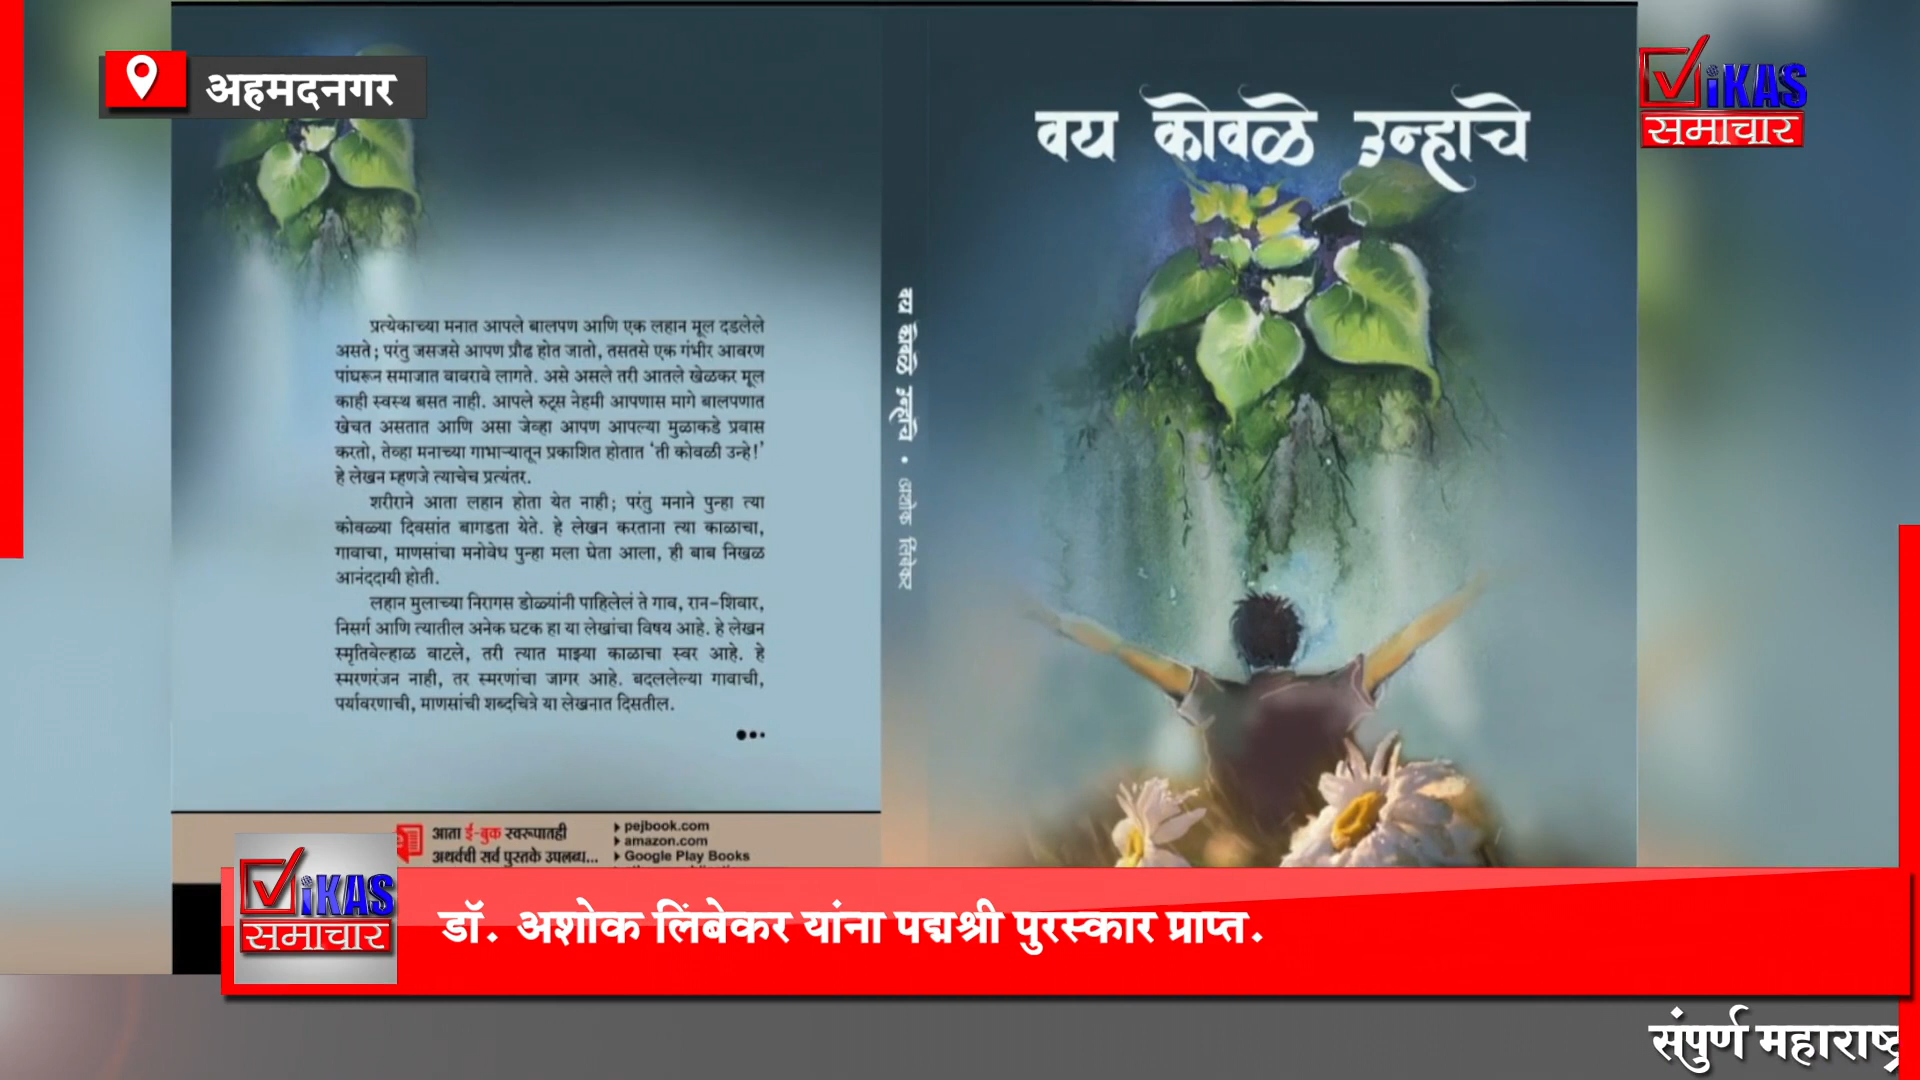 अहमदनगर
ViKAS
समाचार
वय कोवळे उन्हाचे
प्रत्येकाच्या मनात आपले बालपण आणि एक लहान मूल दडलेले
असते; परंतु जसजसे आपण प्रौढ होत जातो, तसतसे एक गंभीर आवरण
पांघरून समाजात वावरावे लागते. असे असले तरी आतले खेळकर मूल
काही स्वस्थ बसत नाही. आपले रुट्स नेहमी आपणास मागे बालपणात
खेचत असतात आणि असा जेव्हा आपण आपल्या मुळाकडे प्रवास
करतो, तेव्हा मनाच्या गाभाऱ्यातून प्रकाशित होतात ‘ती कोवळी उन्हे!’
हे लेखन म्हणजे त्याचेच प्रत्यंतर.
शरीराने आता लहान होता येत नाही; परंतु मनाने पुन्हा त्या
कोवळ्या दिवसांत बागडता येते. हे लेखन करताना त्या काळाचा,
गावाचा, माणसांचा मनोवेध पुन्हा मला घेता आला, ही बाब निखळ
आनंददायी होती.
लहान मुलाच्या निरागस डोळ्यांनी पाहिलेलं ते गाव, रान-शिवार,
निसर्ग आणि त्यातील अनेक घटक हा या लेखांचा विषय आहे. हे लेखन
स्मृतिवेल्हाळ वाटले, तरी त्यात माझ्या काळाचा स्वर आहे. हे
स्मरणरंजन नाही, तर स्मरणांचा जागर आहे. बदललेल्या गावाची,
पर्यावरणाची, माणसांची शब्दचित्रे या लेखनात दिसतील.
वय कोवळे उन्हाचे • अशोक लिंबेकर
आता ई-बुक स्वरूपातही
अथर्वची सर्व पुस्तके उपलब्ध...
pejbook.com
amazon.com
Google Play Books
ViKAS
समाचार
डॉ. अशोक लिंबेकर यांना पद्मश्री पुरस्कार प्राप्त.
संपुर्ण महाराष्ट्र